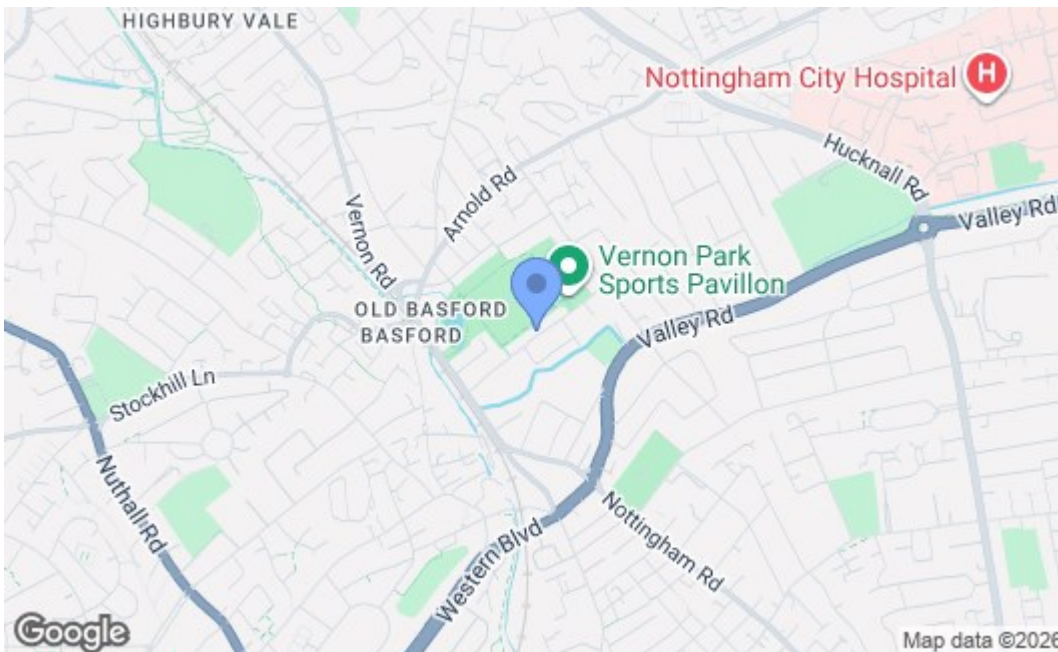 HIGHBURY VALE
Nottingham City Hospital
H
Hucknall Rd
Arnold Rd
Vernon Rd
Valley Rd
Vernon Park
Sports Pavillon
OLD BASFORD
BASFORD
Valley Rd
Stockhill Ln
Nuthall Rd
Nottingham Rd
Western Blvd
Google
Map data ©2026